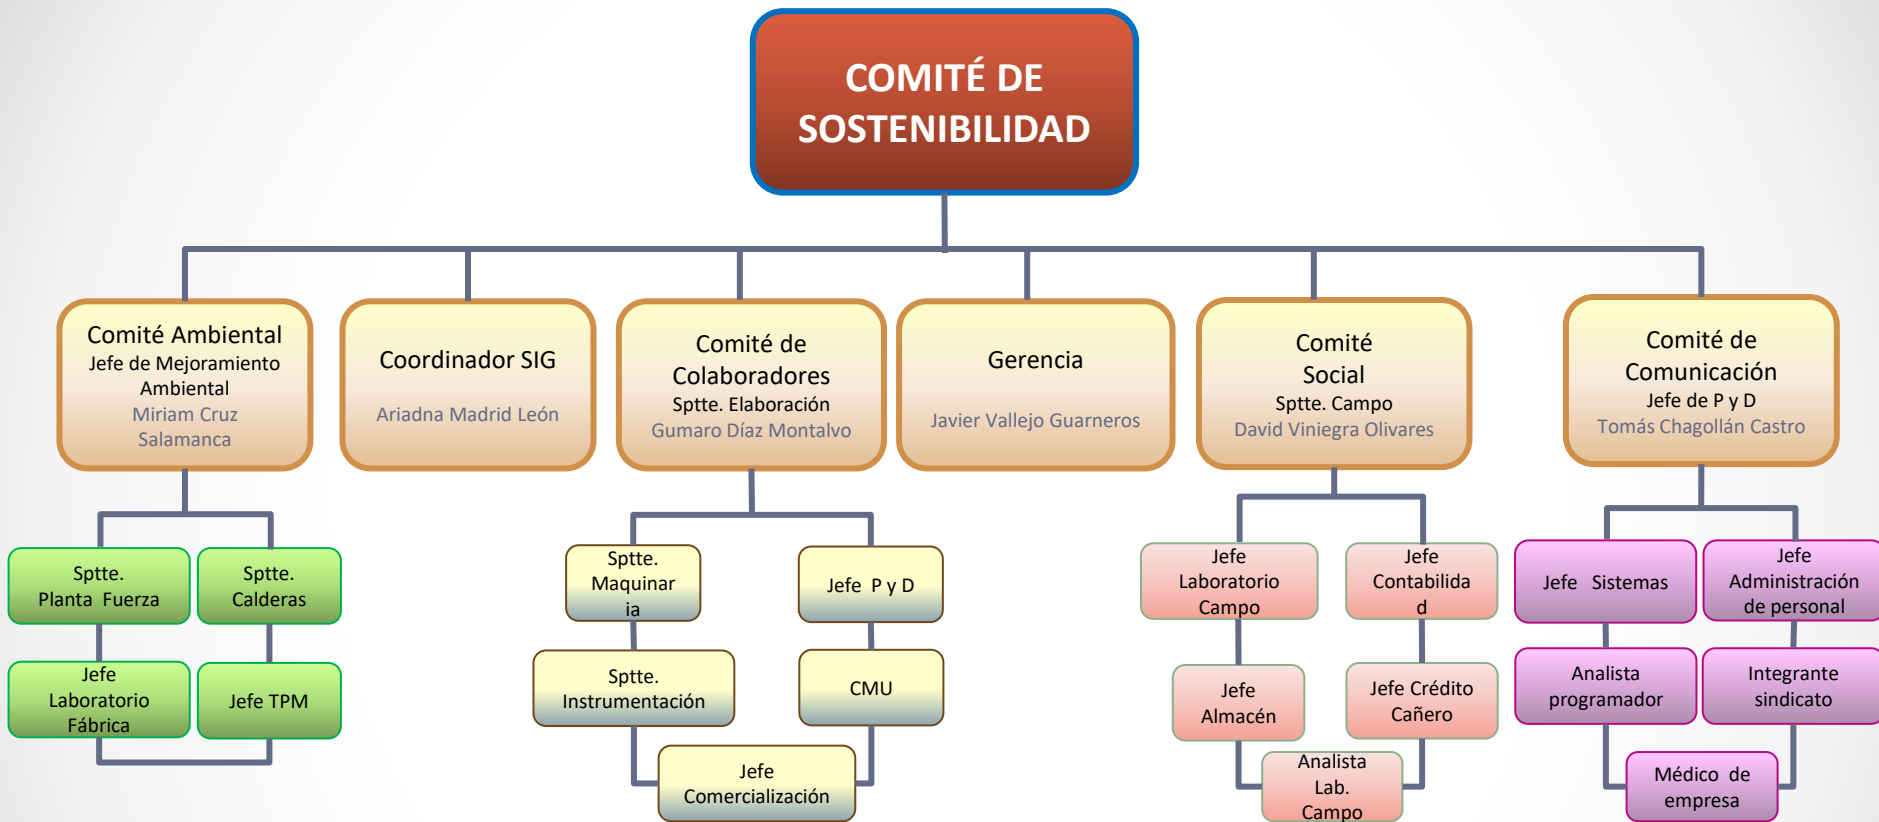 COMITÉ DE
SOSTENIBILIDAD
Comité Ambiental
Jefe de Mejoramiento
Ambiental
Miriam Cruz
Salamanca
Coordinador SIG
Ariadna Madrid León
Comité de
Colaboradores
Sptte. Elaboración
Gumaro Díaz Montalvo
Gerencia
Javier Vallejo Guarneros
Comité
Social
Sptte. Campo
David Viniegra Olivares
Comité de
Comunicación
Jefe de P y D
Tomás Chagollán Castro
Sptte.
Planta Fuerza
Sptte.
Calderas
Jefe
Laboratorio
Fábrica
Jefe TPM
Sptte.
Maquinar
ia
Jefe P y D
Sptte.
Instrumentación
CMU
Jefe
Comercialización
Jefe
Laboratorio
Campo
Jefe
Contabilida
d
Jefe
Almacén
Jefe Crédito
Cañero
Analista
Lab.
Campo
Jefe Sistemas
Jefe
Administración
de personal
Analista
programador
Integrante
sindicato
Médico de
empresa